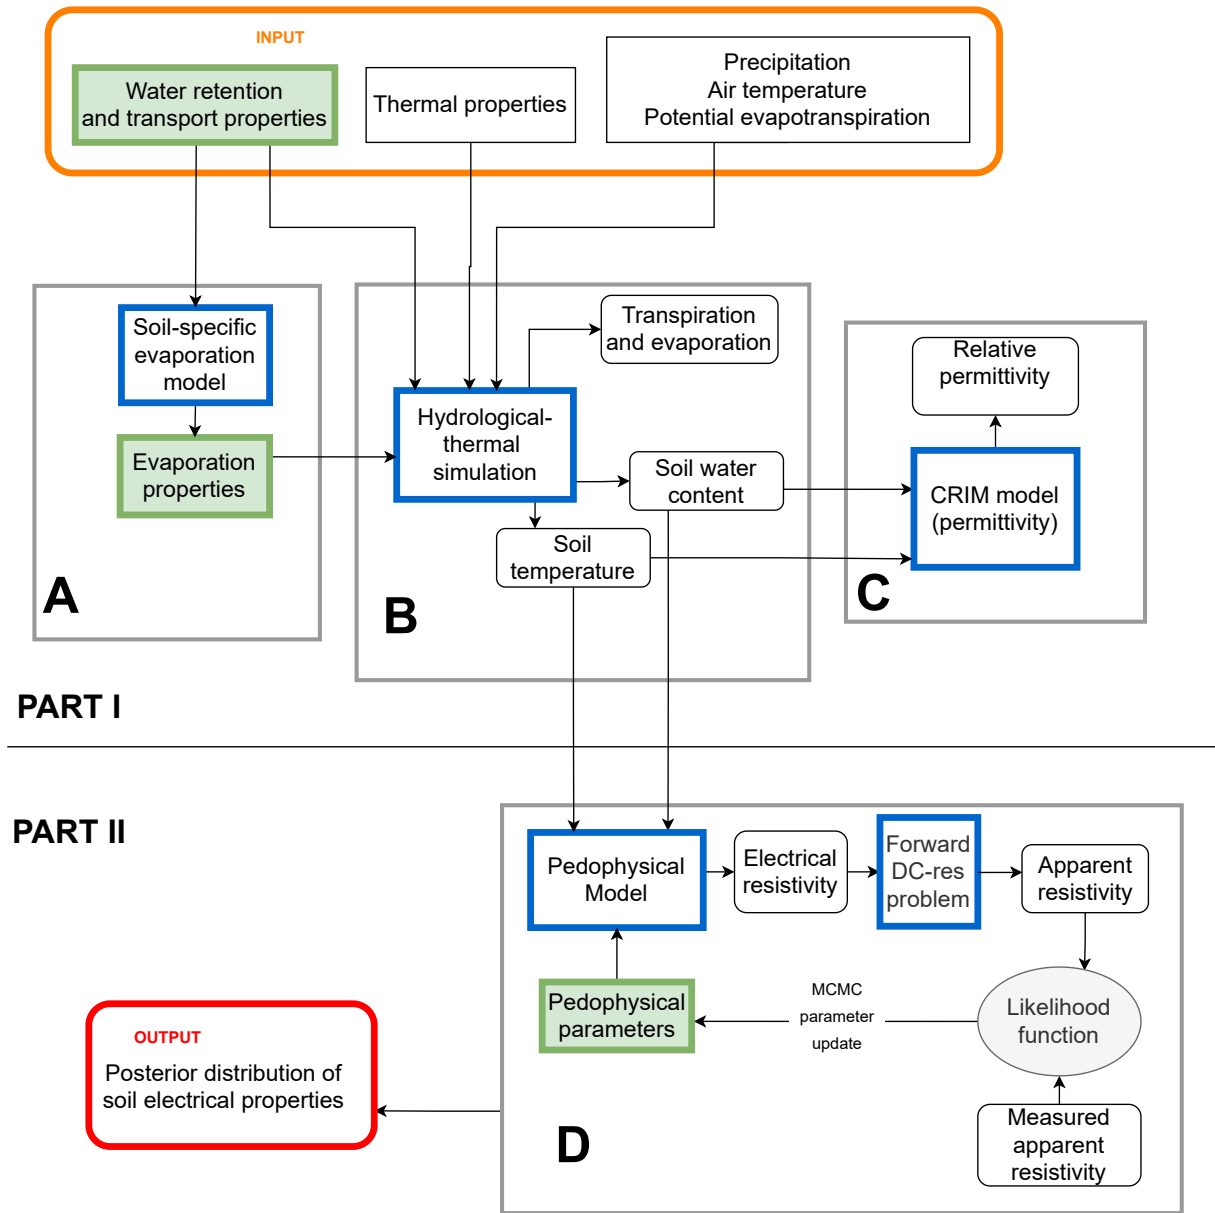 INPUT
Water retention
and transport properties
Thermal properties
Precipitation
Air temperature
Potential evapotranspiration
Soil-specific
evaporation
model
Evaporation
properties
A
Transpiration
and evaporation
Hydrological-
thermal
simulation
Soil water
content
Soil
temperature
B
Relative
permittivity
CRIM model
(permittivity)
C
PART I
PART II
Pedophysical
Model
Electrical
resistivity
Forward
DC-res
problem
Apparent
resistivity
Pedophysical
parameters
MCMC
parameter
update
Likelihood
function
Measured
apparent
resistivity
D
OUTPUT
Posterior distribution of
soil electrical properties